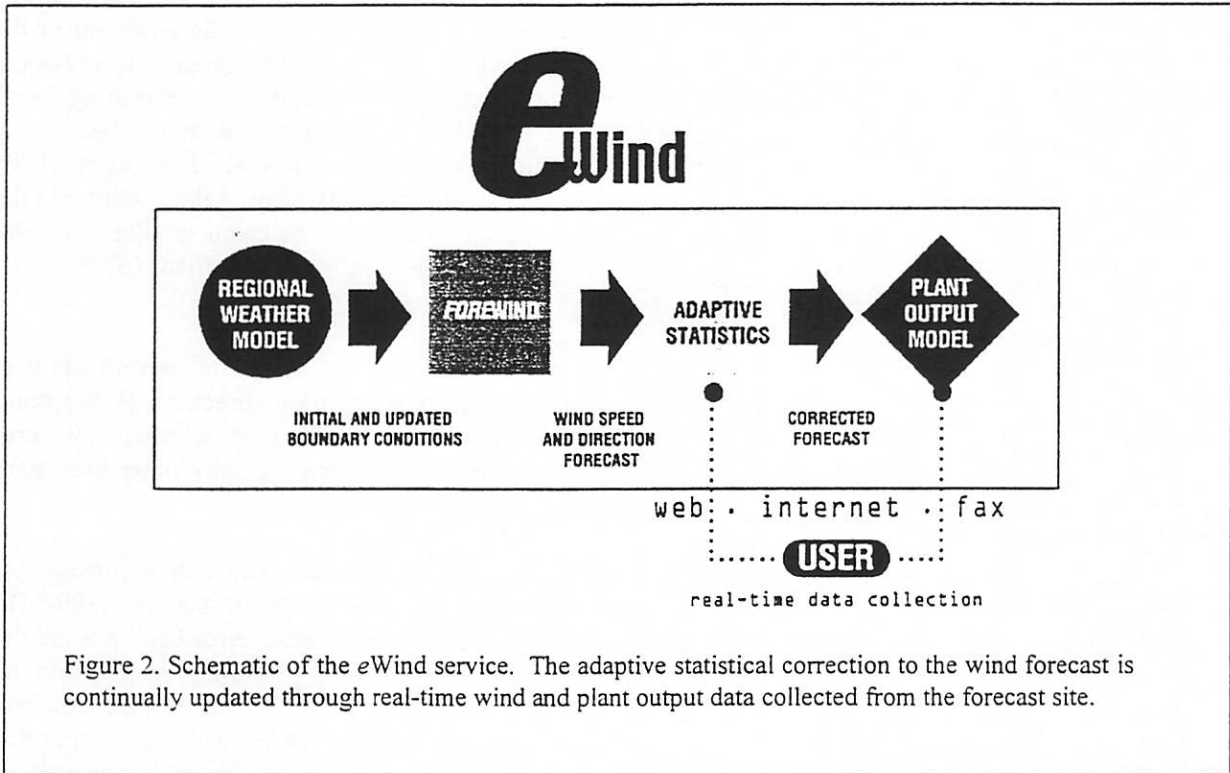 eWind
REGIONAL
WEATHER
MODEL
FOREWIND
ADAPTIVE
STATISTICS
PLANT
OUTPUT
MODEL
INITIAL AND UPDATED
BOUNDARY CONDITIONS
WIND SPEED
AND DIRECTION
FORECAST
CORRECTED
FORECAST
web . internet . fax
USER
real-time data collection
Figure 2. Schematic of the eWind service. The adaptive statistical correction to the wind forecast is
continually updated through real-time wind and plant output data collected from the forecast site.